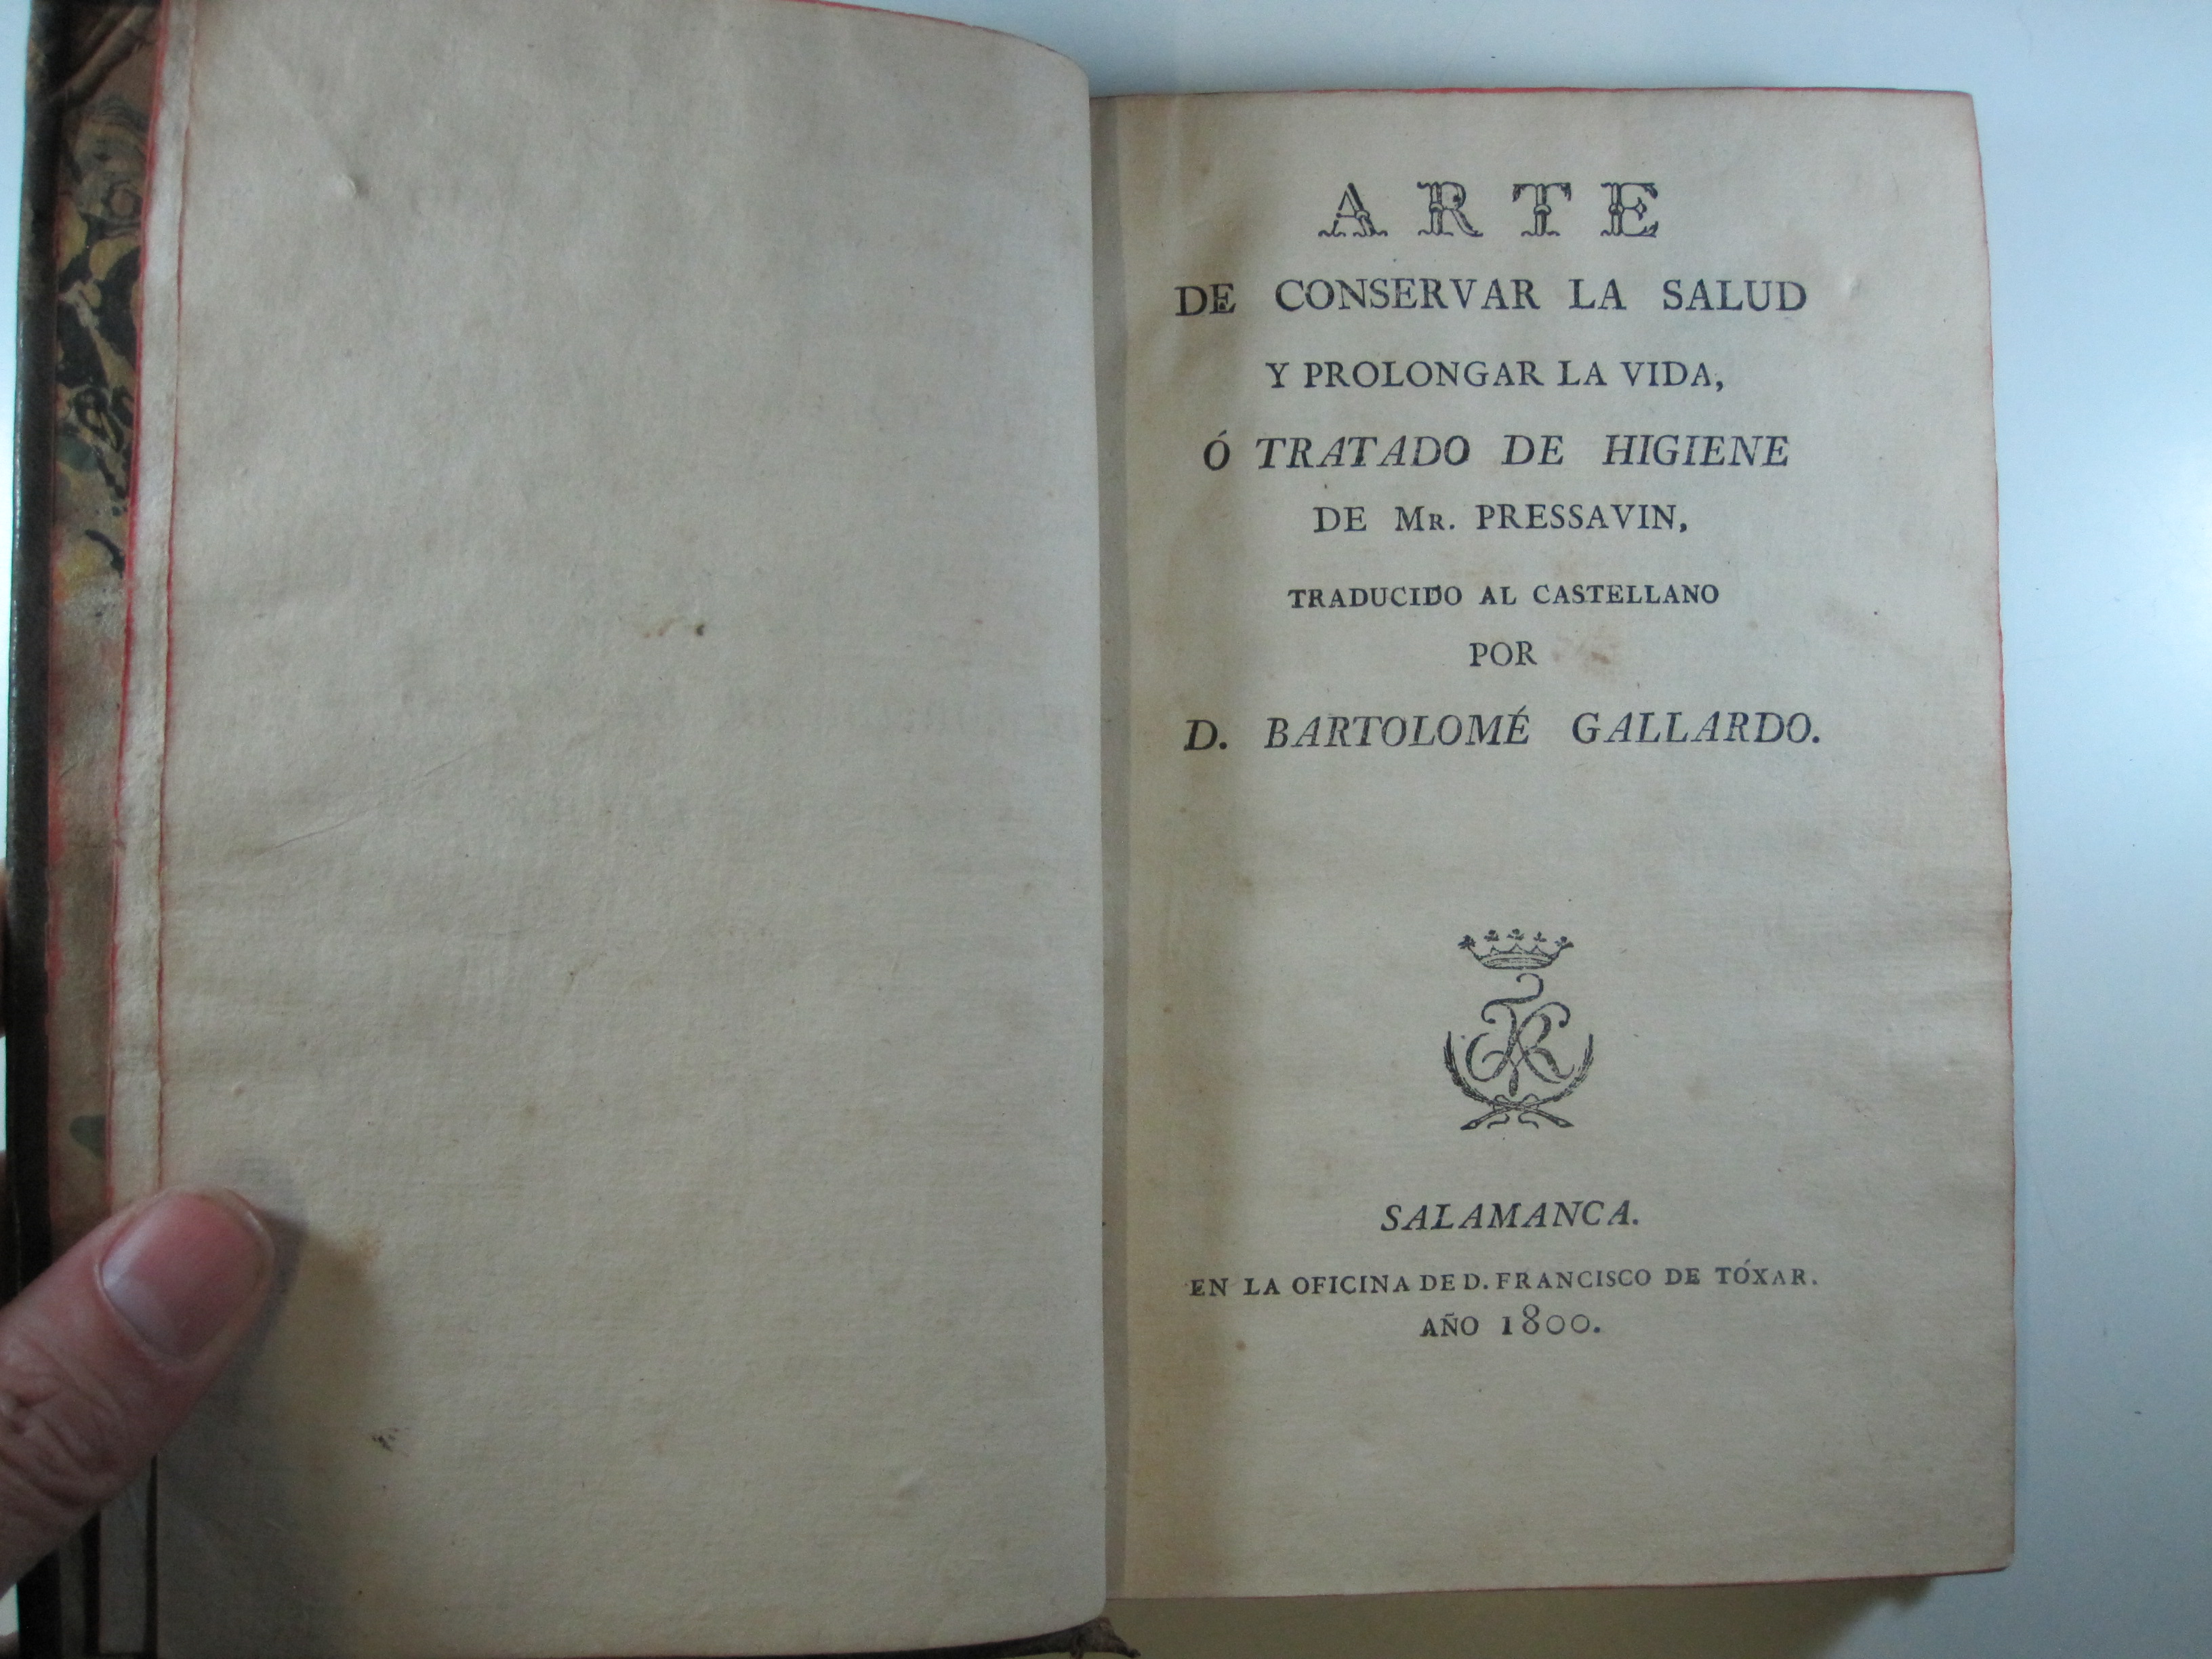 ARTE
DE CONSERVAR LA SALUD
Y PROLONGAR LA VIDA,
Ó TRATADO DE HIGIENE
DE MR. PRESSAVIN,
TRADUCIDO AL CASTELLANO
POR
D. BARTOLOMÉ GALLARDO.
SALAMANCA.
EN LA OFICINA DE D. FRANCISCO DE TÓXAR.
AÑO 1800.